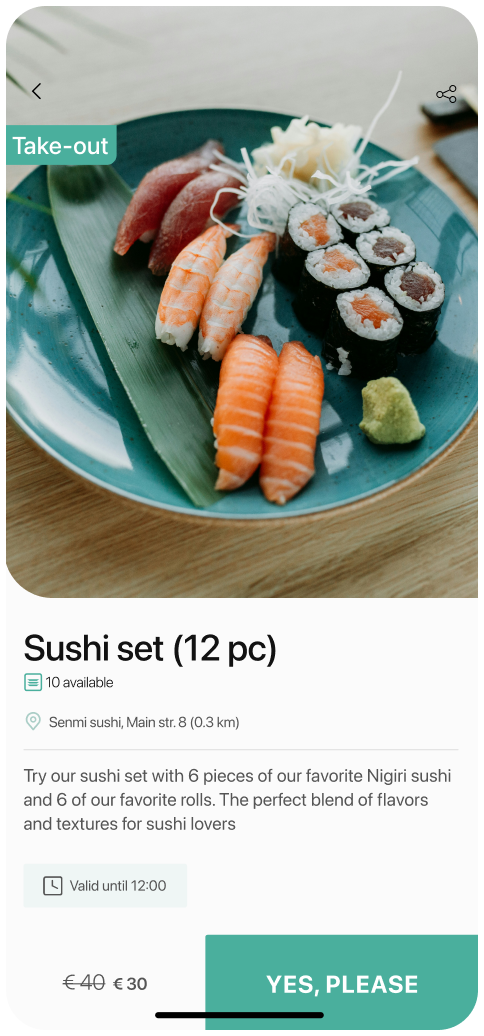 Take-out
Sushi set (12 pc)
10 available
Senmi sushi, Main str. 8 (0.3 km)
Try our sushi set with 6 pieces of our favorite Nigiri sushi
and 6 of our favorite rolls. The perfect blend of flavors
and textures for sushi lovers
Valid until 12:00
€ 40 € 30
YES, PLEASE